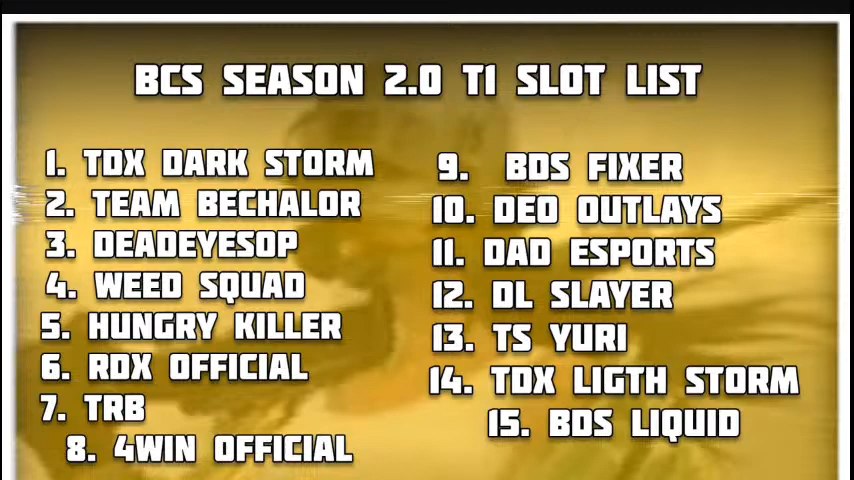 BCS SEASON 2.0 T1 SLOT LIST
1. TDX DARK STORM
2. TEAM BECHALOR
3. DEADEYESOP
4. WEED SQUAD
5. HUNGRY KILLER
6. RDX OFFICIAL
7. TRB
8. 4WIN OFFICIAL
9. BDS FIXER
10. DEO OUTLAYS
11. DAD ESPORTS
12. DL SLAYER
13. TS YURI
14. TDX LIGTH STORM
15. BDS LIQUID